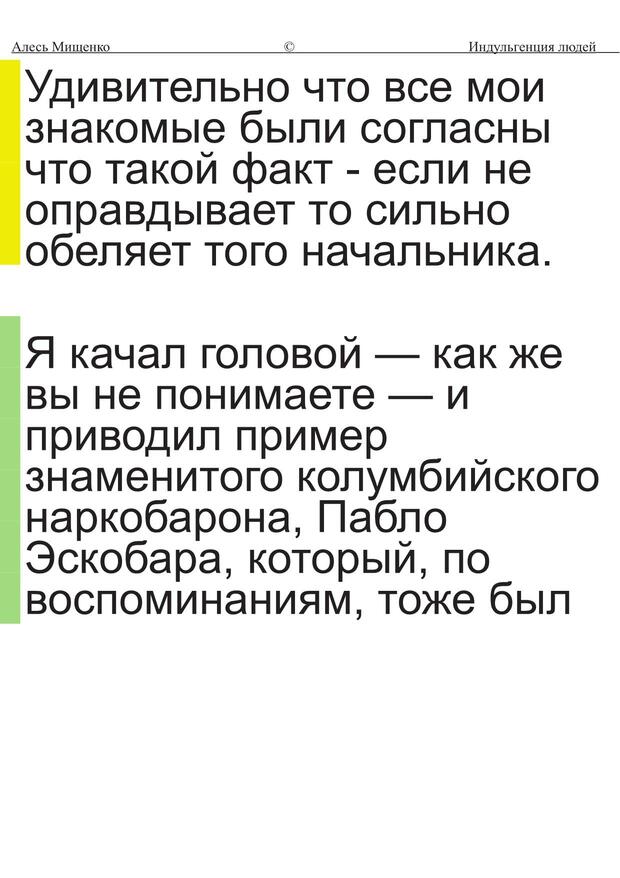 Алесь Мищенко © Индульгенция людей
Удивительно что все мои
знакомые были согласны
что такой факт - если не
оправдывает то сильно
обеляет того начальника.
Я качал головой — как же
вы не понимаете — и
приводил пример
знаменитого колумбийского
наркобарона, Пабло
Эскобара, который, по
воспоминаниям, тоже был